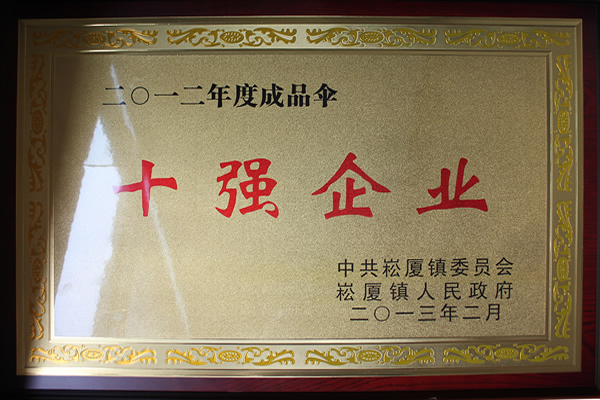 二〇一二年度成品伞
十强企业
中共崧厦镇委员会
崧厦镇人民政府
二〇一三年二月